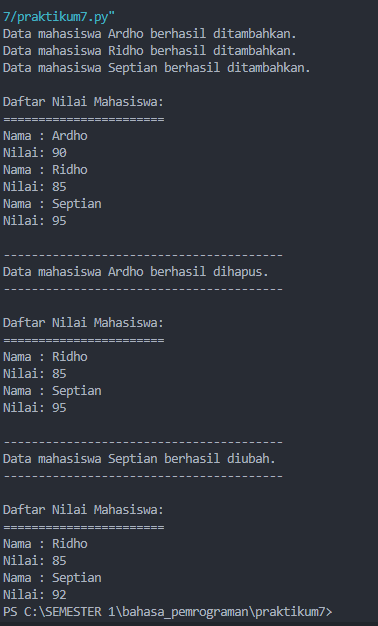 7/praktikum7.py"
Data mahasiswa Ardho berhasil ditambahkan.
Data mahasiswa Ridho berhasil ditambahkan.
Data mahasiswa Septian berhasil ditambahkan.

Daftar Nilai Mahasiswa:
=======================
Nama : Ardho
Nilai: 90
Nama : Ridho
Nilai: 85
Nama : Septian
Nilai: 95

----------------------------------------
Data mahasiswa Ardho berhasil dihapus.
----------------------------------------

Daftar Nilai Mahasiswa:
=======================
Nama : Ridho
Nilai: 85
Nama : Septian
Nilai: 95

----------------------------------------
Data mahasiswa Septian berhasil diubah.
----------------------------------------

Daftar Nilai Mahasiswa:
=======================
Nama : Ridho
Nilai: 85
Nama : Septian
Nilai: 92
PS C:\SEMESTER 1\bahasa_pemrograman\praktikum7>